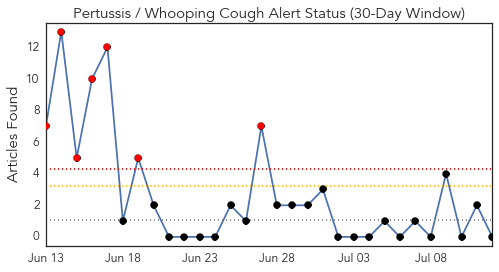 Pertussis / Whooping Cough Alert Status (30-Day Window)
Articles Found
12
10
8
6
4
2
0
Jun 13 Jun 18 Jun 23 Jun 28 Jul 03 Jul 08